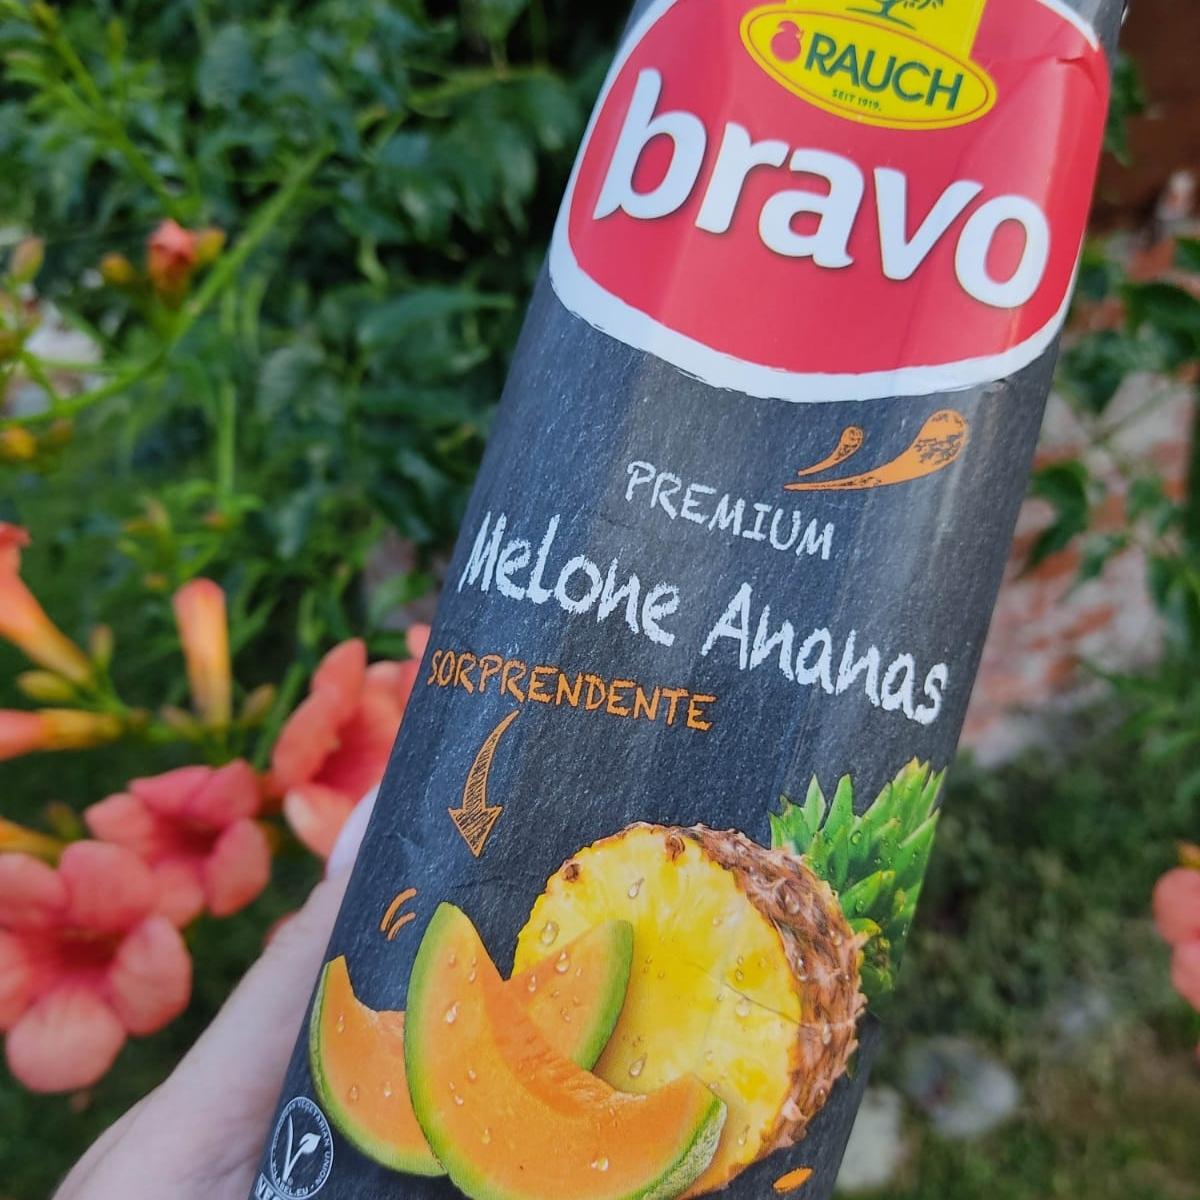 RAUCH
SEIT 1919.
bravo
PREMIUM
Melone Ananas
SORPRENDENTE